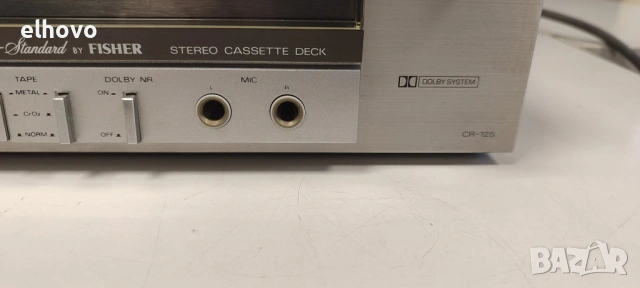 elhovo
-Standard BY FISHER
STEREO CASSETTE DECK
TAPE
DOLBY NR
MIC
METAL
CrO₂
NORM
ON
OFF
L
R
DOLBY SYSTEM
CR-125
BAZAR.bg